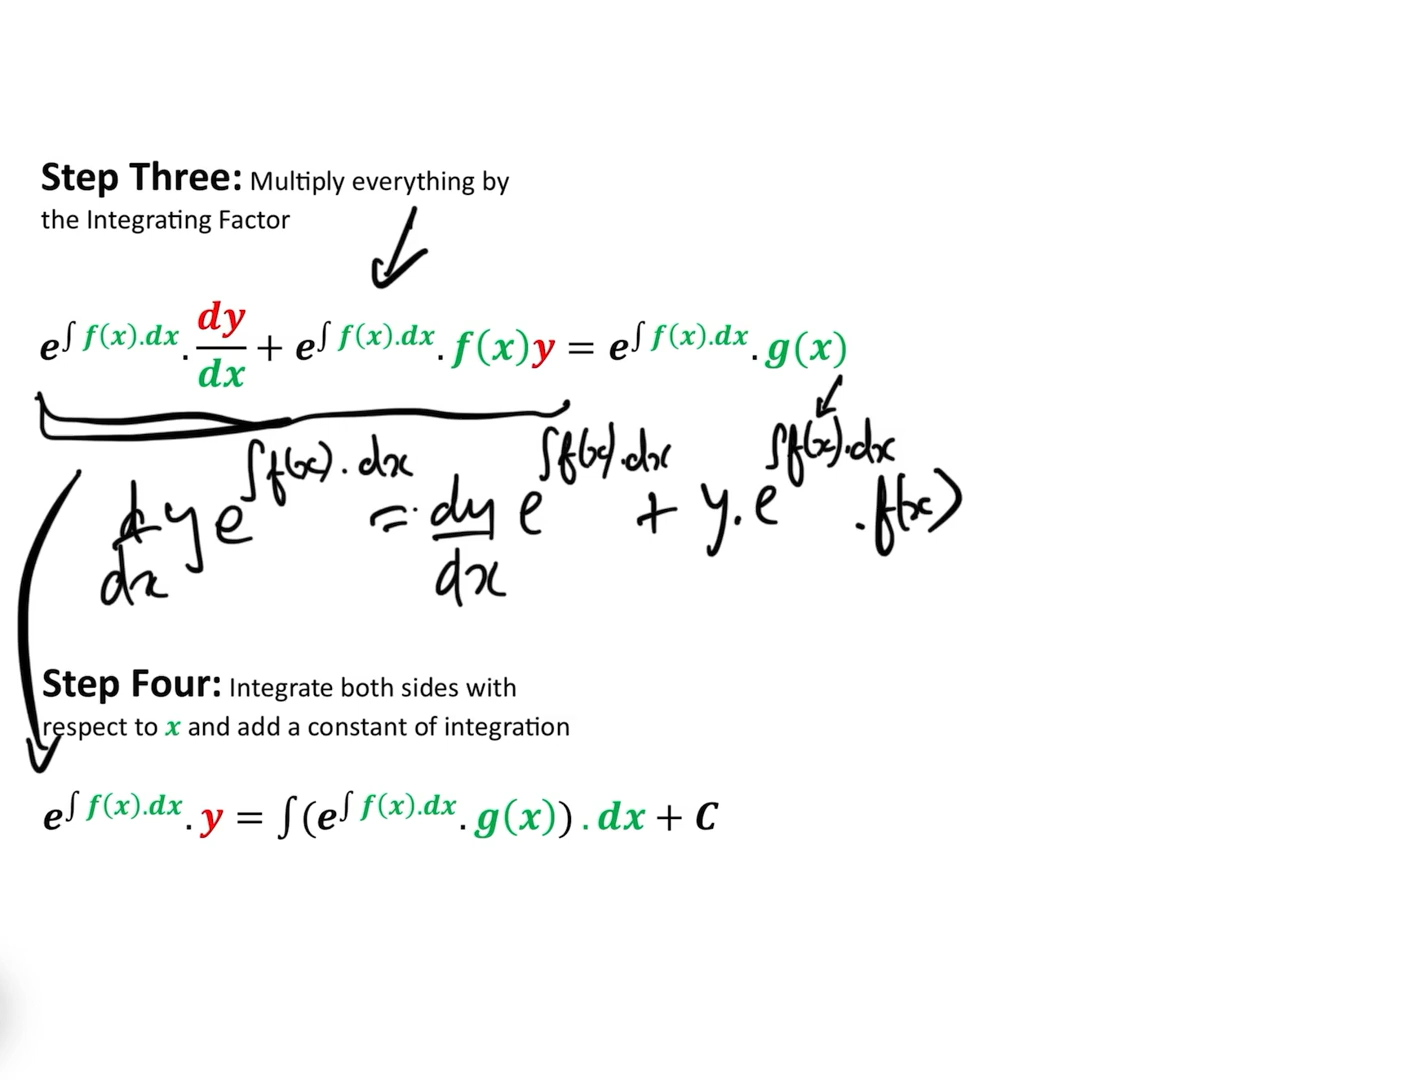 Step Three: Multiply everything by
the Integrating Factor
e^∫ f(x).dx . dy/dx + e^∫ f(x).dx . f(x)y = e^∫ f(x).dx . g(x)
d/dx y e^∫f(x).dx = dy/dx e^∫f(x).dx + y.e^∫f(x).dx .f(x)
Step Four: Integrate both sides with
respect to x and add a constant of integration
e^∫ f(x).dx . y = ∫(e^∫ f(x).dx . g(x)) . dx + C